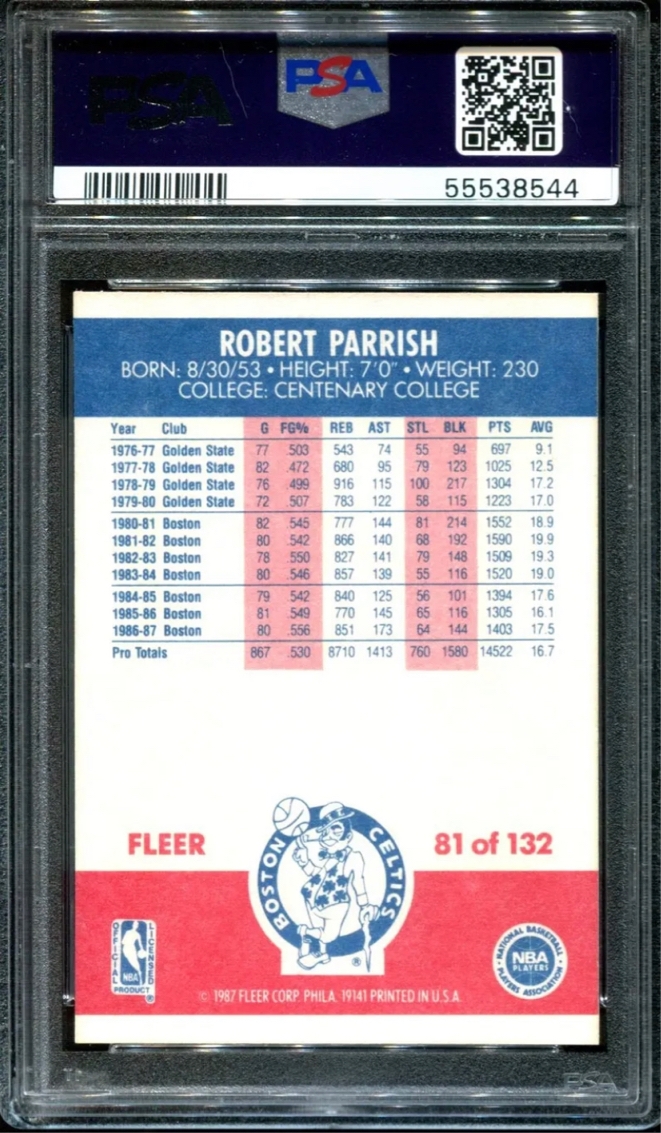 PSA
PSA
55538544
ROBERT PARRISH
BORN: 8/30/53 • HEIGHT: 7'0" • WEIGHT: 230
COLLEGE: CENTENARY COLLEGE
Year Club G FG% REB AST STL BLK PTS AVG
1976-77 Golden State 77 .503 543 74 55 94 697 9.1
1977-78 Golden State 82 .472 680 95 79 123 1025 12.5
1978-79 Golden State 76 .499 916 115 100 217 1304 17.2
1979-80 Golden State 72 .507 783 122 58 115 1223 17.0
1980-81 Boston 82 .545 777 144 81 214 1552 18.9
1981-82 Boston 80 .542 866 140 68 192 1590 19.9
1982-83 Boston 78 .550 827 141 79 148 1509 19.3
1983-84 Boston 80 .546 857 139 55 116 1520 19.0
1984-85 Boston 79 .542 840 125 56 101 1394 17.6
1985-86 Boston 81 .549 770 145 65 116 1305 16.1
1986-87 Boston 80 .556 851 173 64 144 1403 17.5
Pro Totals 867 .530 8710 1413 760 1580 14522 16.7
FLEER
BOSTON CELTICS
®
81 of 132
OFFICIAL LICENSED
NBA
PRODUCT ®
NATIONAL BASKETBALL
NBA
PLAYERS
PLAYERS ASSOCIATION
© 1987 FLEER CORP. PHILA. 19141 PRINTED IN U.S.A.
PSA